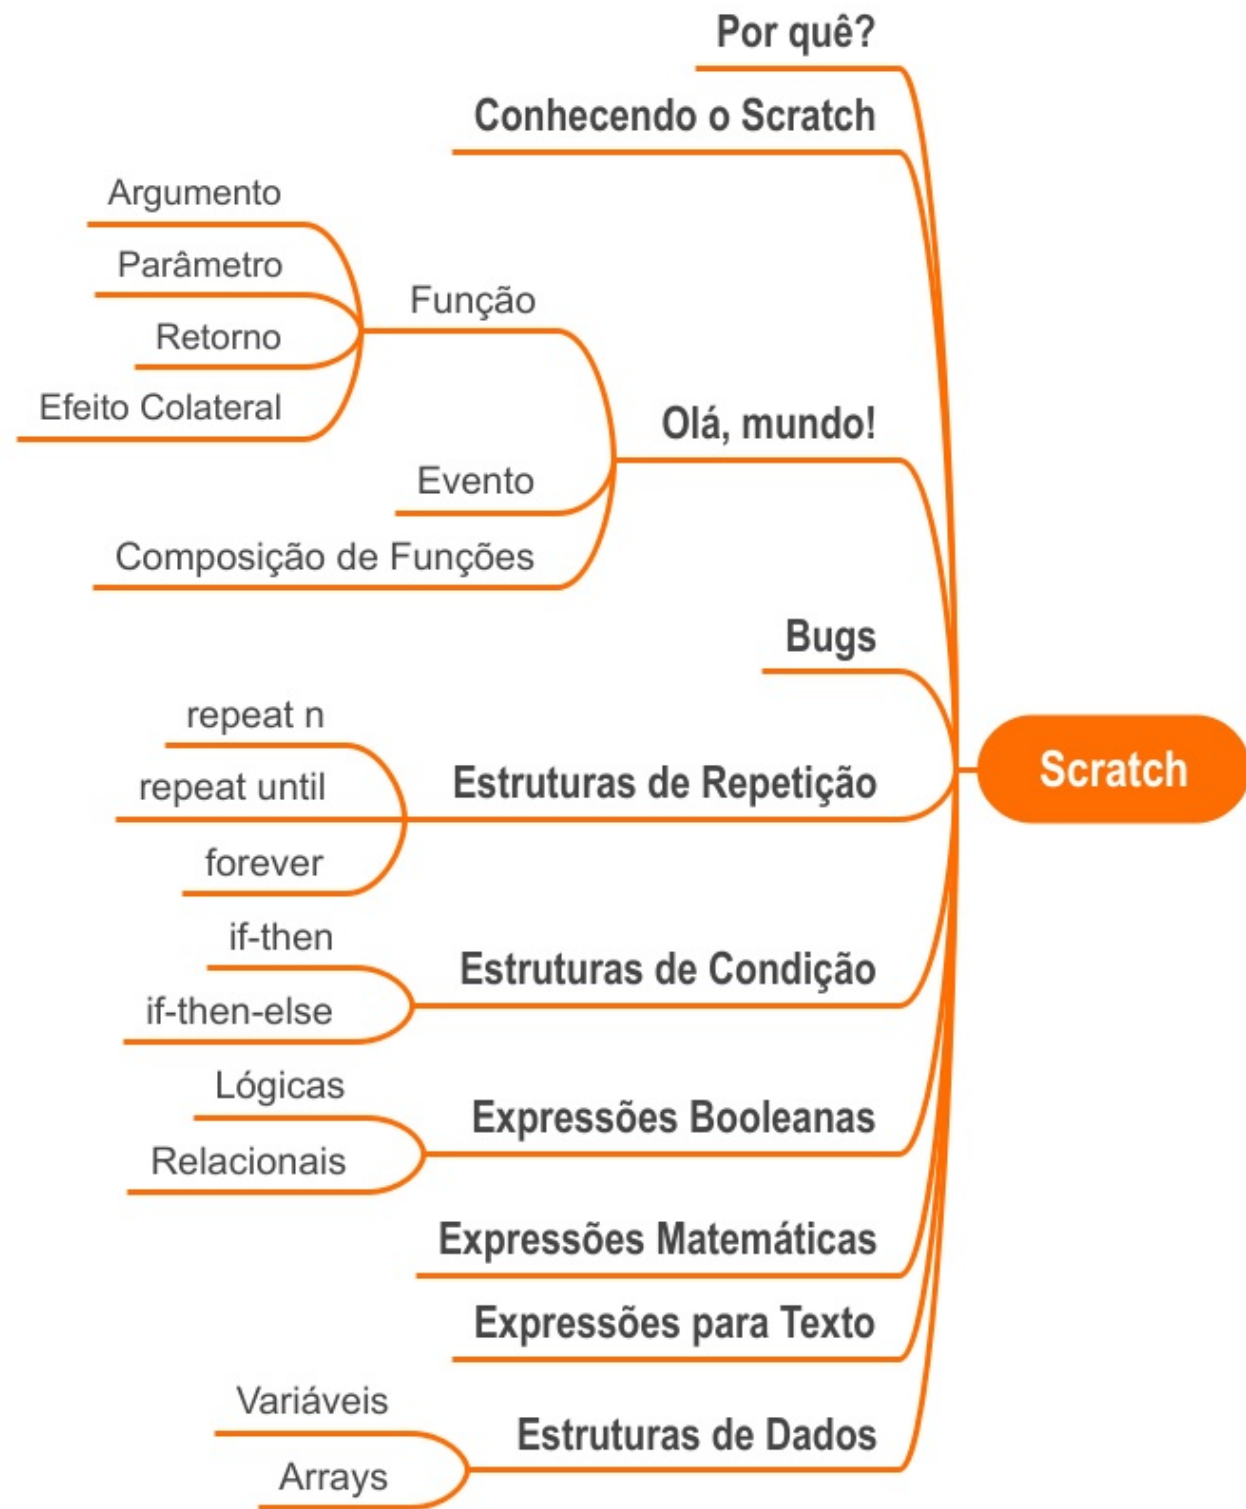 Por quê?
Conhecendo o Scratch
Argumento
Parâmetro
Retorno
Efeito Colateral
Função
Evento
Composição de Funções
Olá, mundo!
Bugs
repeat n
repeat until
forever
Estruturas de Repetição
if-then
if-then-else
Estruturas de Condição
Lógicas
Relacionais
Expressões Booleanas
Expressões Matemáticas
Expressões para Texto
Variáveis
Arrays
Estruturas de Dados
Scratch